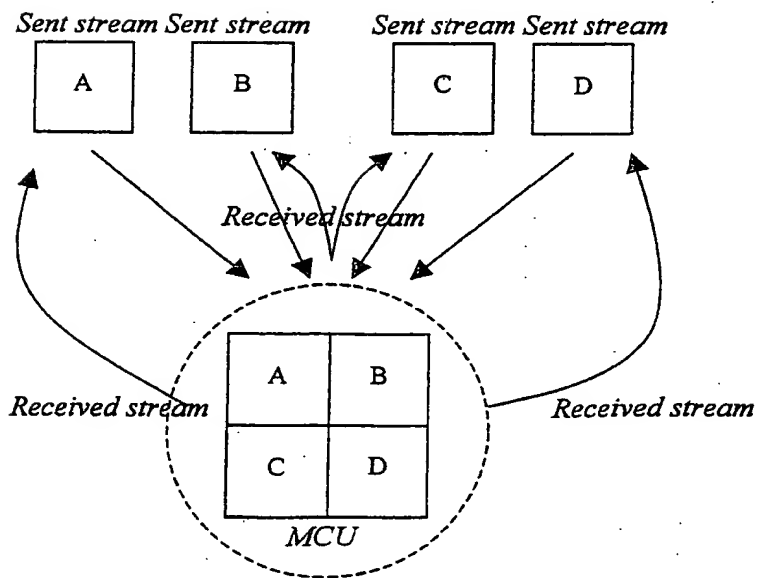 Sent stream Sent stream Sent stream Sent stream
A B C D
Received stream
A B
Received stream Received stream
C D
MCU